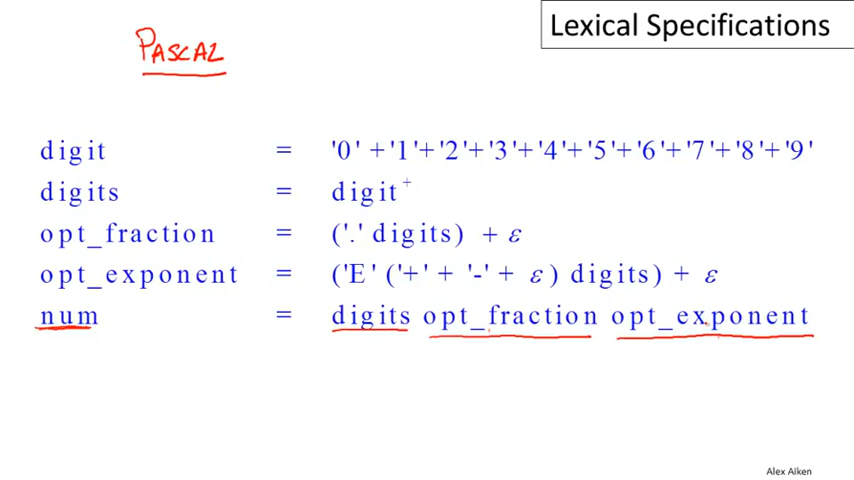 Lexical Specifications
PASCAL
digit = '0' + '1' + '2' + '3' + '4' + '5' + '6' + '7' + '8' + '9'
digits = digit⁺
opt_fraction = ('.' digits) + ε
opt_exponent = ('E' ('+' + '-' + ε) digits) + ε
num = digits opt_fraction opt_exponent
Alex Aiken